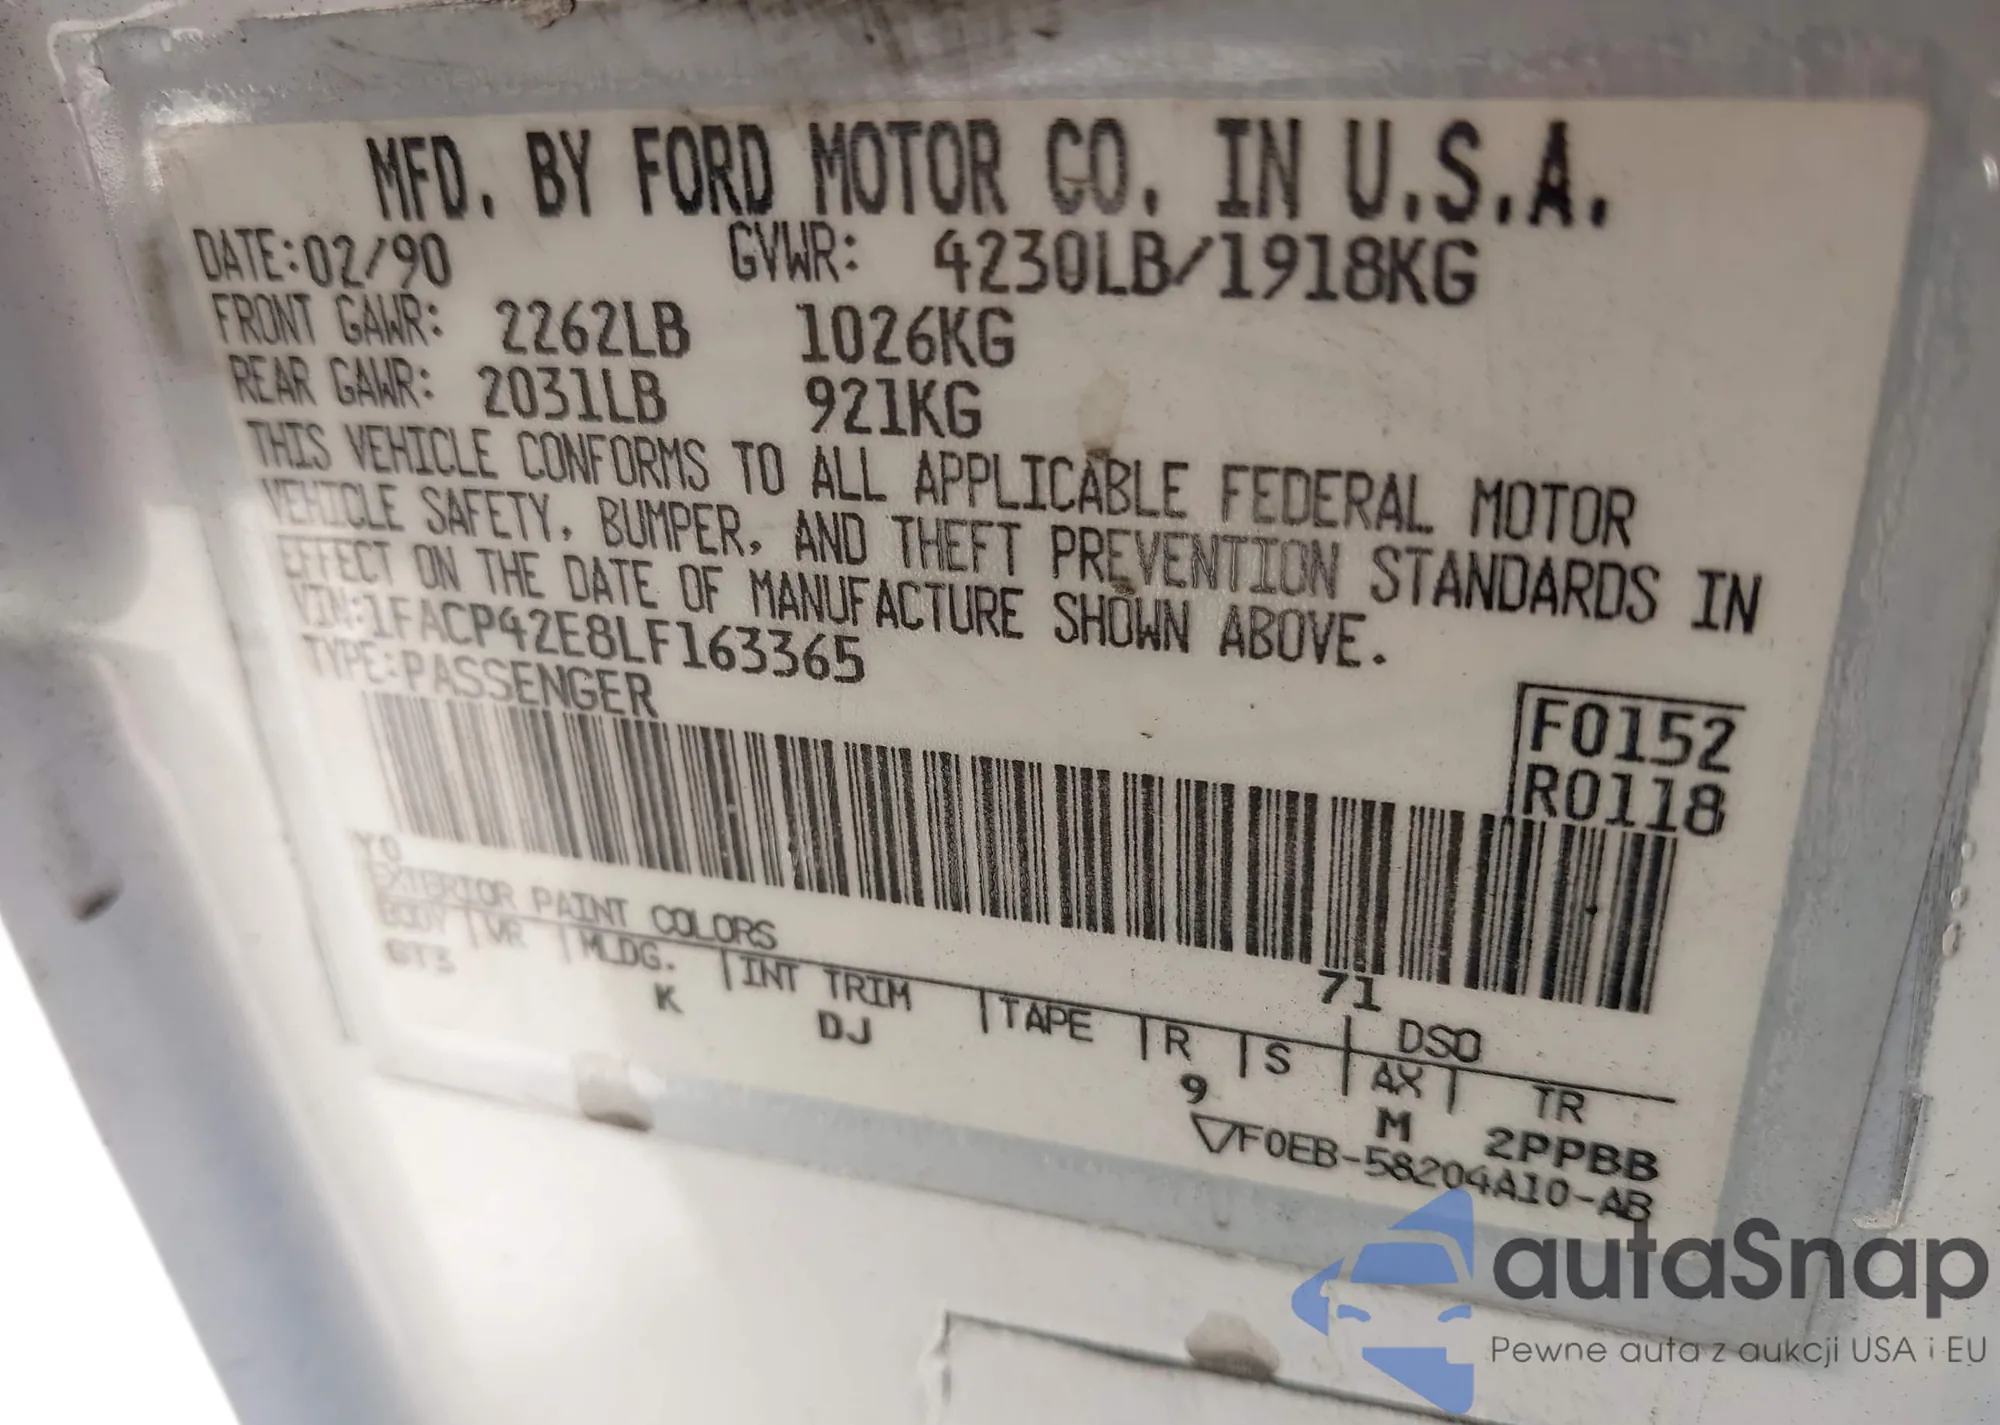 MFD. BY FORD MOTOR CO. IN U.S.A.
DATE:02/90 GVWR: 4230LB/1918KG
FRONT GAWR: 2262LB 1026KG
REAR GAWR: 2031LB 921KG
THIS VEHICLE CONFORMS TO ALL APPLICABLE FEDERAL MOTOR
VEHICLE SAFETY, BUMPER, AND THEFT PREVENTION STANDARDS IN
EFFECT ON THE DATE OF MANUFACTURE SHOWN ABOVE.
VIN:1FACP42E8LF163365
TYPE:PASSENGER
F0152
R0118
YO
EXTERIOR PAINT COLORS 71 DSO
BODY VR MLDG. INT TRIM TAPE R S AX TR
6T3 K DJ 9 M 2PPBB
▽F0EB-58204A10-AB
autaSnap
Pewne auta z aukcji USA i EU